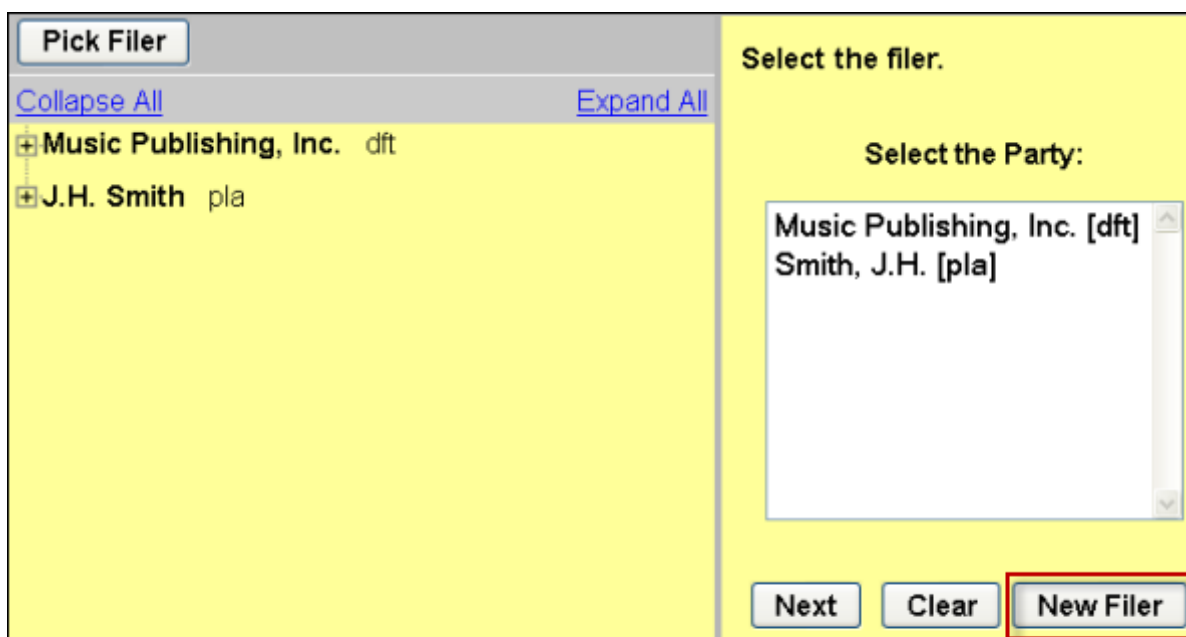 Pick Filer
Collapse All Expand All
Music Publishing, Inc. dft
J.H. Smith pla
Select the filer.
Select the Party:
Music Publishing, Inc. [dft]
Smith, J.H. [pla]
Next Clear New Filer